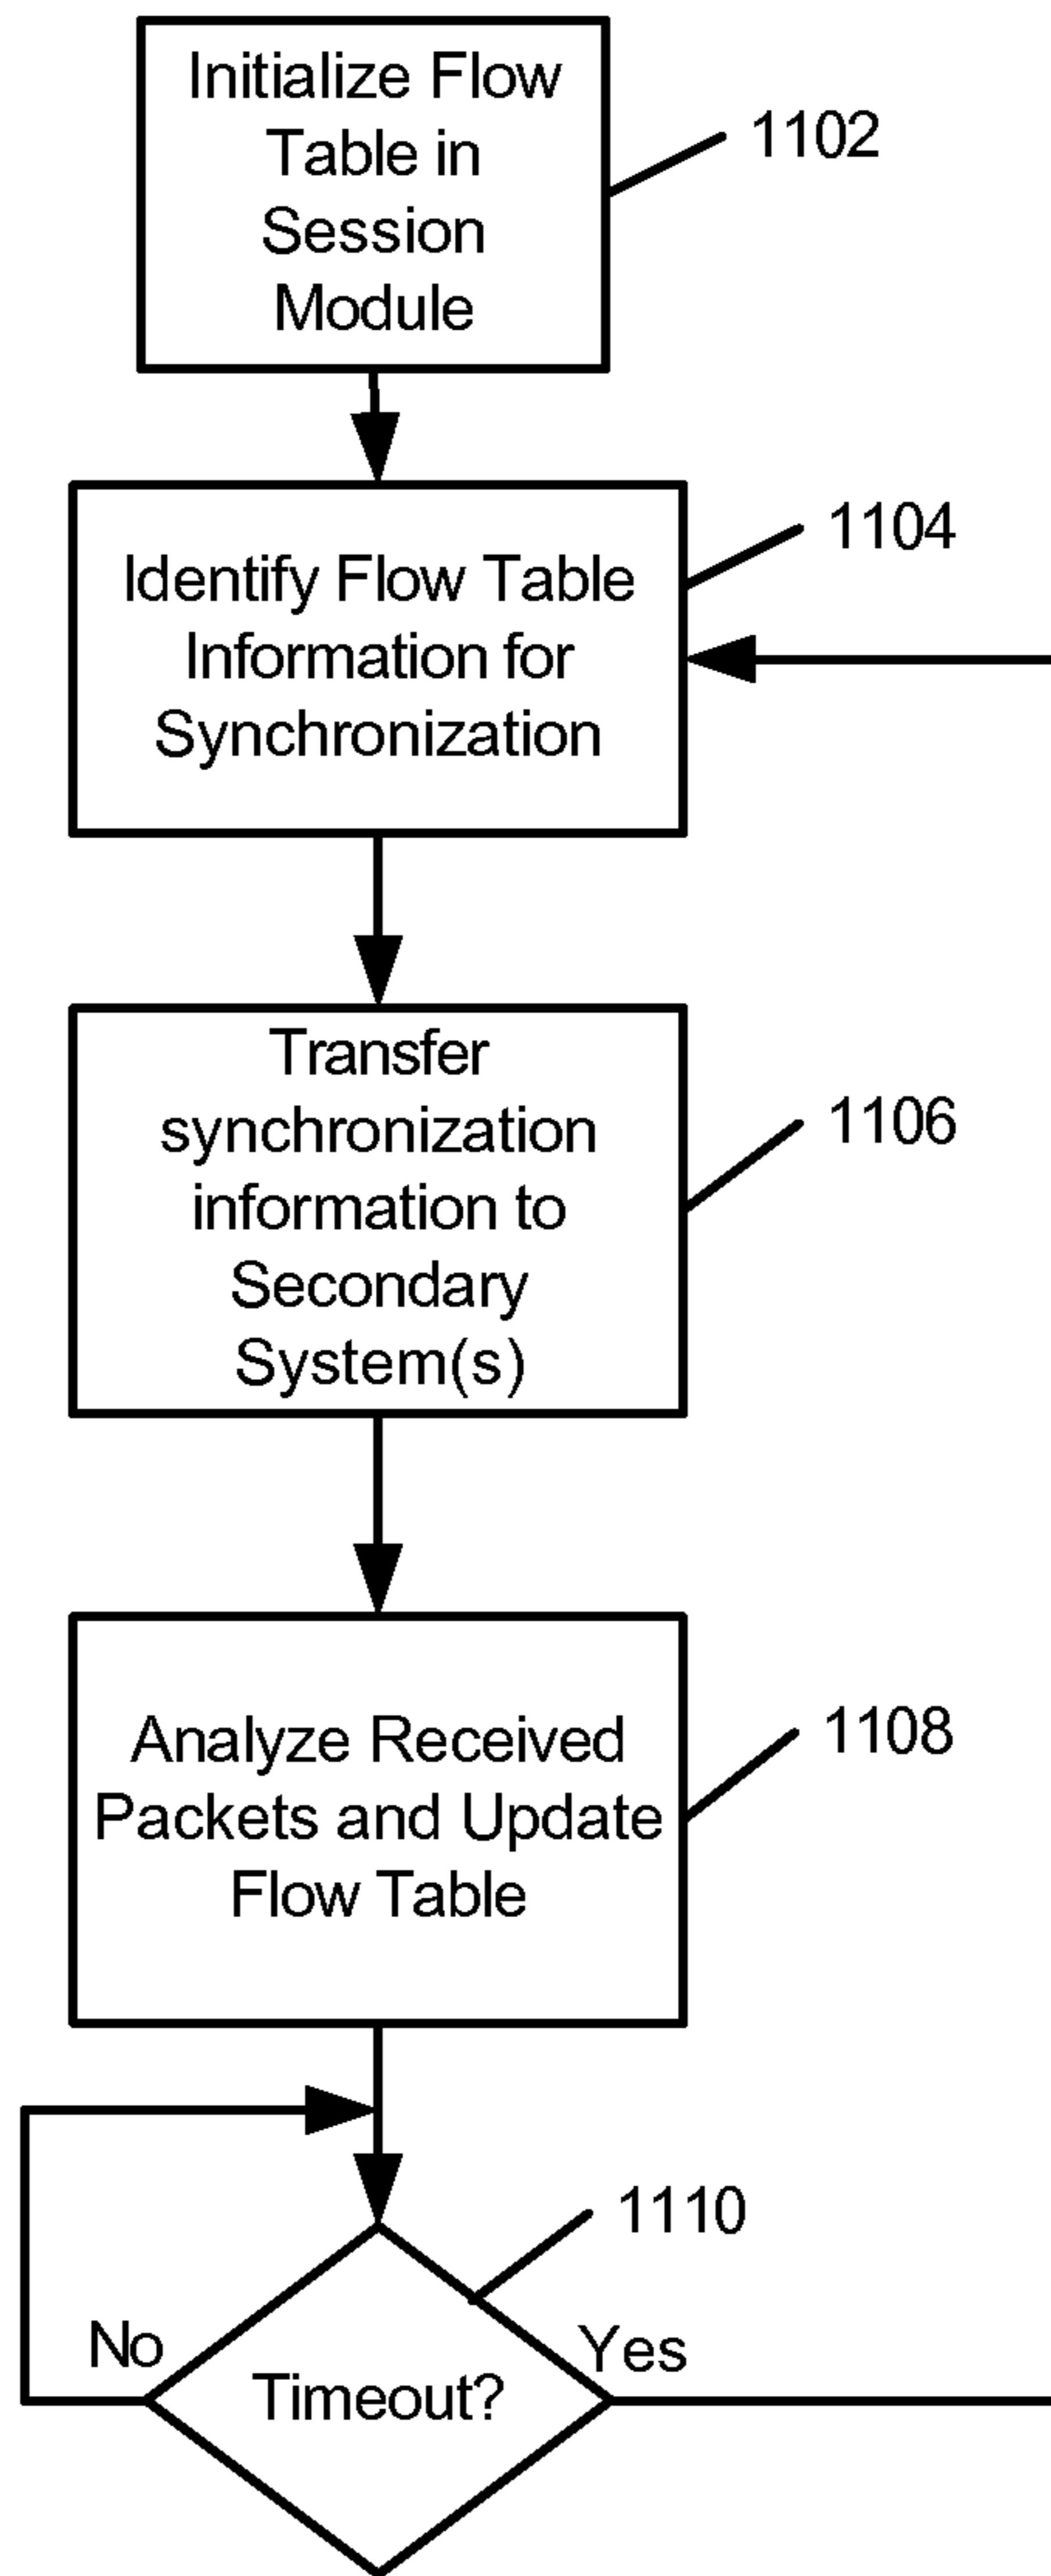 Initialize Flow
Table in
Session
Module
1102
1104
Identify Flow Table
Information for
Synchronization
Transfer
synchronization
information to
Secondary
System(s)
1106
Analyze Received
Packets and Update
Flow Table
1108
1110
No
Yes
Timeout?